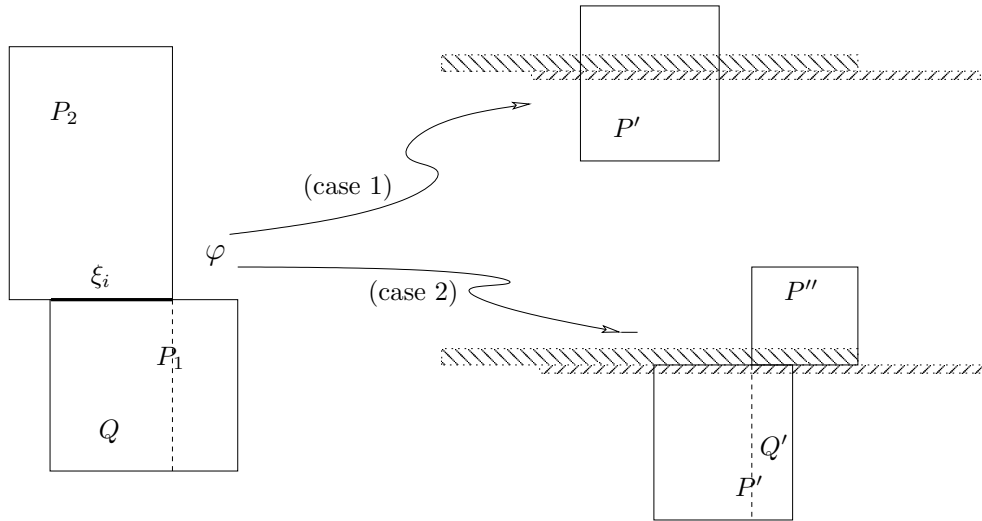 P₂
ξᵢ
P₁
Q
φ
(case 1)
P′
(case 2)
P″
Q′
P′